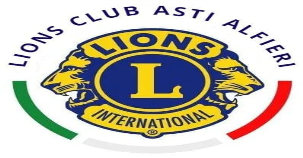 LIONS CLUB ASTI ALFIERI
LIONS
L
INTERNATIONAL
®